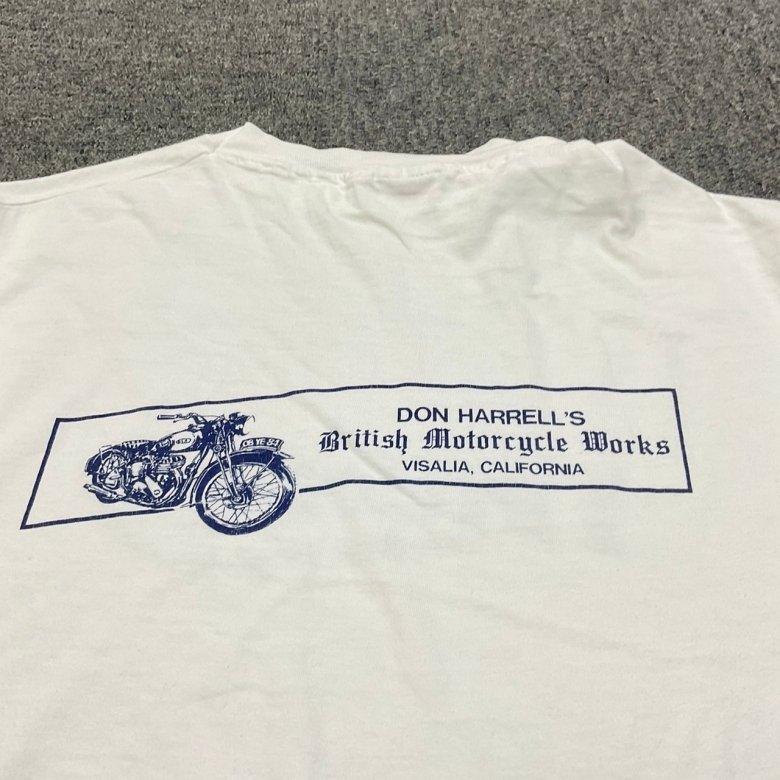 DON HARRELL'S
British Motorcycle Works
VISALIA, CALIFORNIA